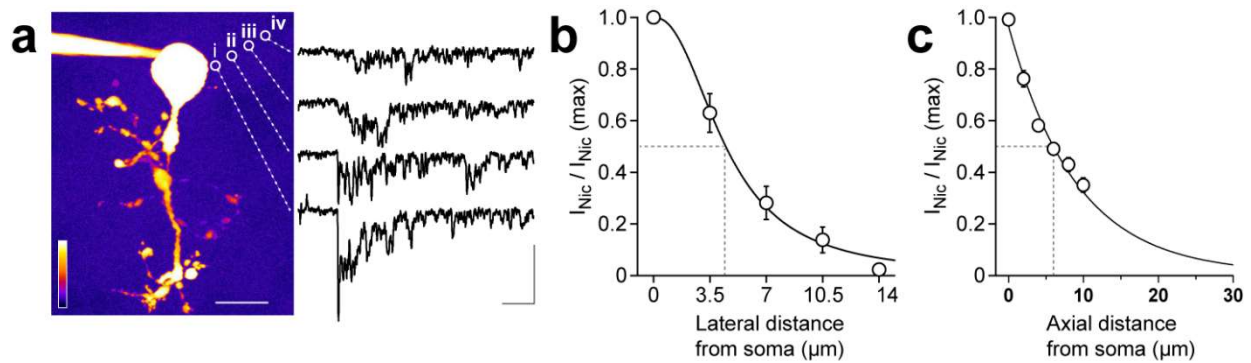 a
i
ii
iii
iv
b
I_Nic / I_Nic (max)
1.0
0.8
0.6
0.4
0.2
0
0 3.5 7 10.5 14
Lateral distance
from soma (µm)
c
I_Nic / I_Nic (max)
1.0
0.8
0.6
0.4
0.2
0
0 10 20 30
Axial distance
from soma (µm)